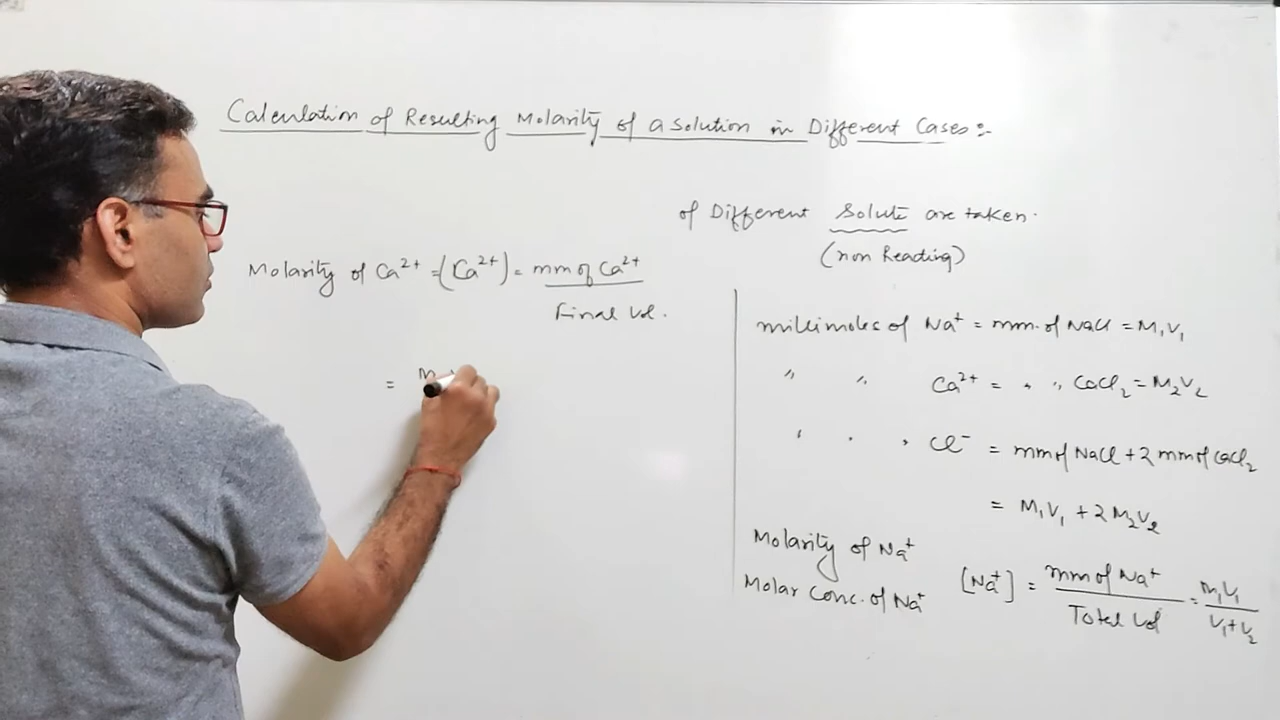 Calculation of Resulting Molarity of a Solution in Different Cases :-
of Different Solute are taken.
(non Reacting)
Molarity of Ca²⁺ = [Ca²⁺] = mm of Ca²⁺
Final Vol.
= M
millimoles of Na⁺ = mm. of NaCl = M₁V₁
" " Ca²⁺ = " " CaCl₂ = M₂V₂
" " " Cl⁻ = mm of NaCl + 2 mm of CaCl₂
= M₁V₁ + 2 M₂V₂
Molarity of Na⁺
Molar Conc. of Na⁺ [Na⁺] = mm of Na⁺ / Total Vol = M₁V₁ / V₁+V₂